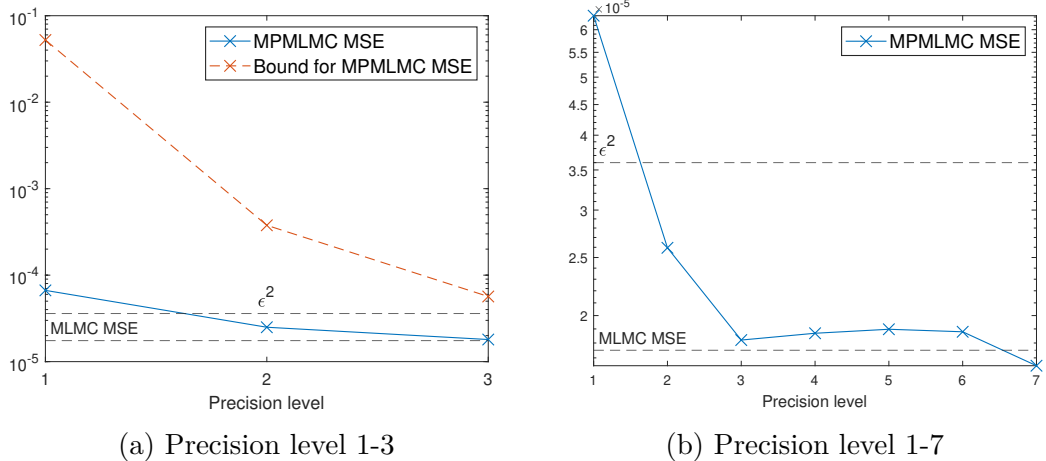 10^-1
10^-2
10^-3
10^-4
10^-5
MPMLMC MSE
Bound for MPMLMC MSE
ϵ^2
MLMC MSE
1 2 3
Precision level
(a) Precision level 1-3
×10^-5
6
5.5
5
4.5
4
3.5
3
2.5
2
MPMLMC MSE
ϵ^2
MLMC MSE
1 2 3 4 5 6 7
Precision level
(b) Precision level 1-7